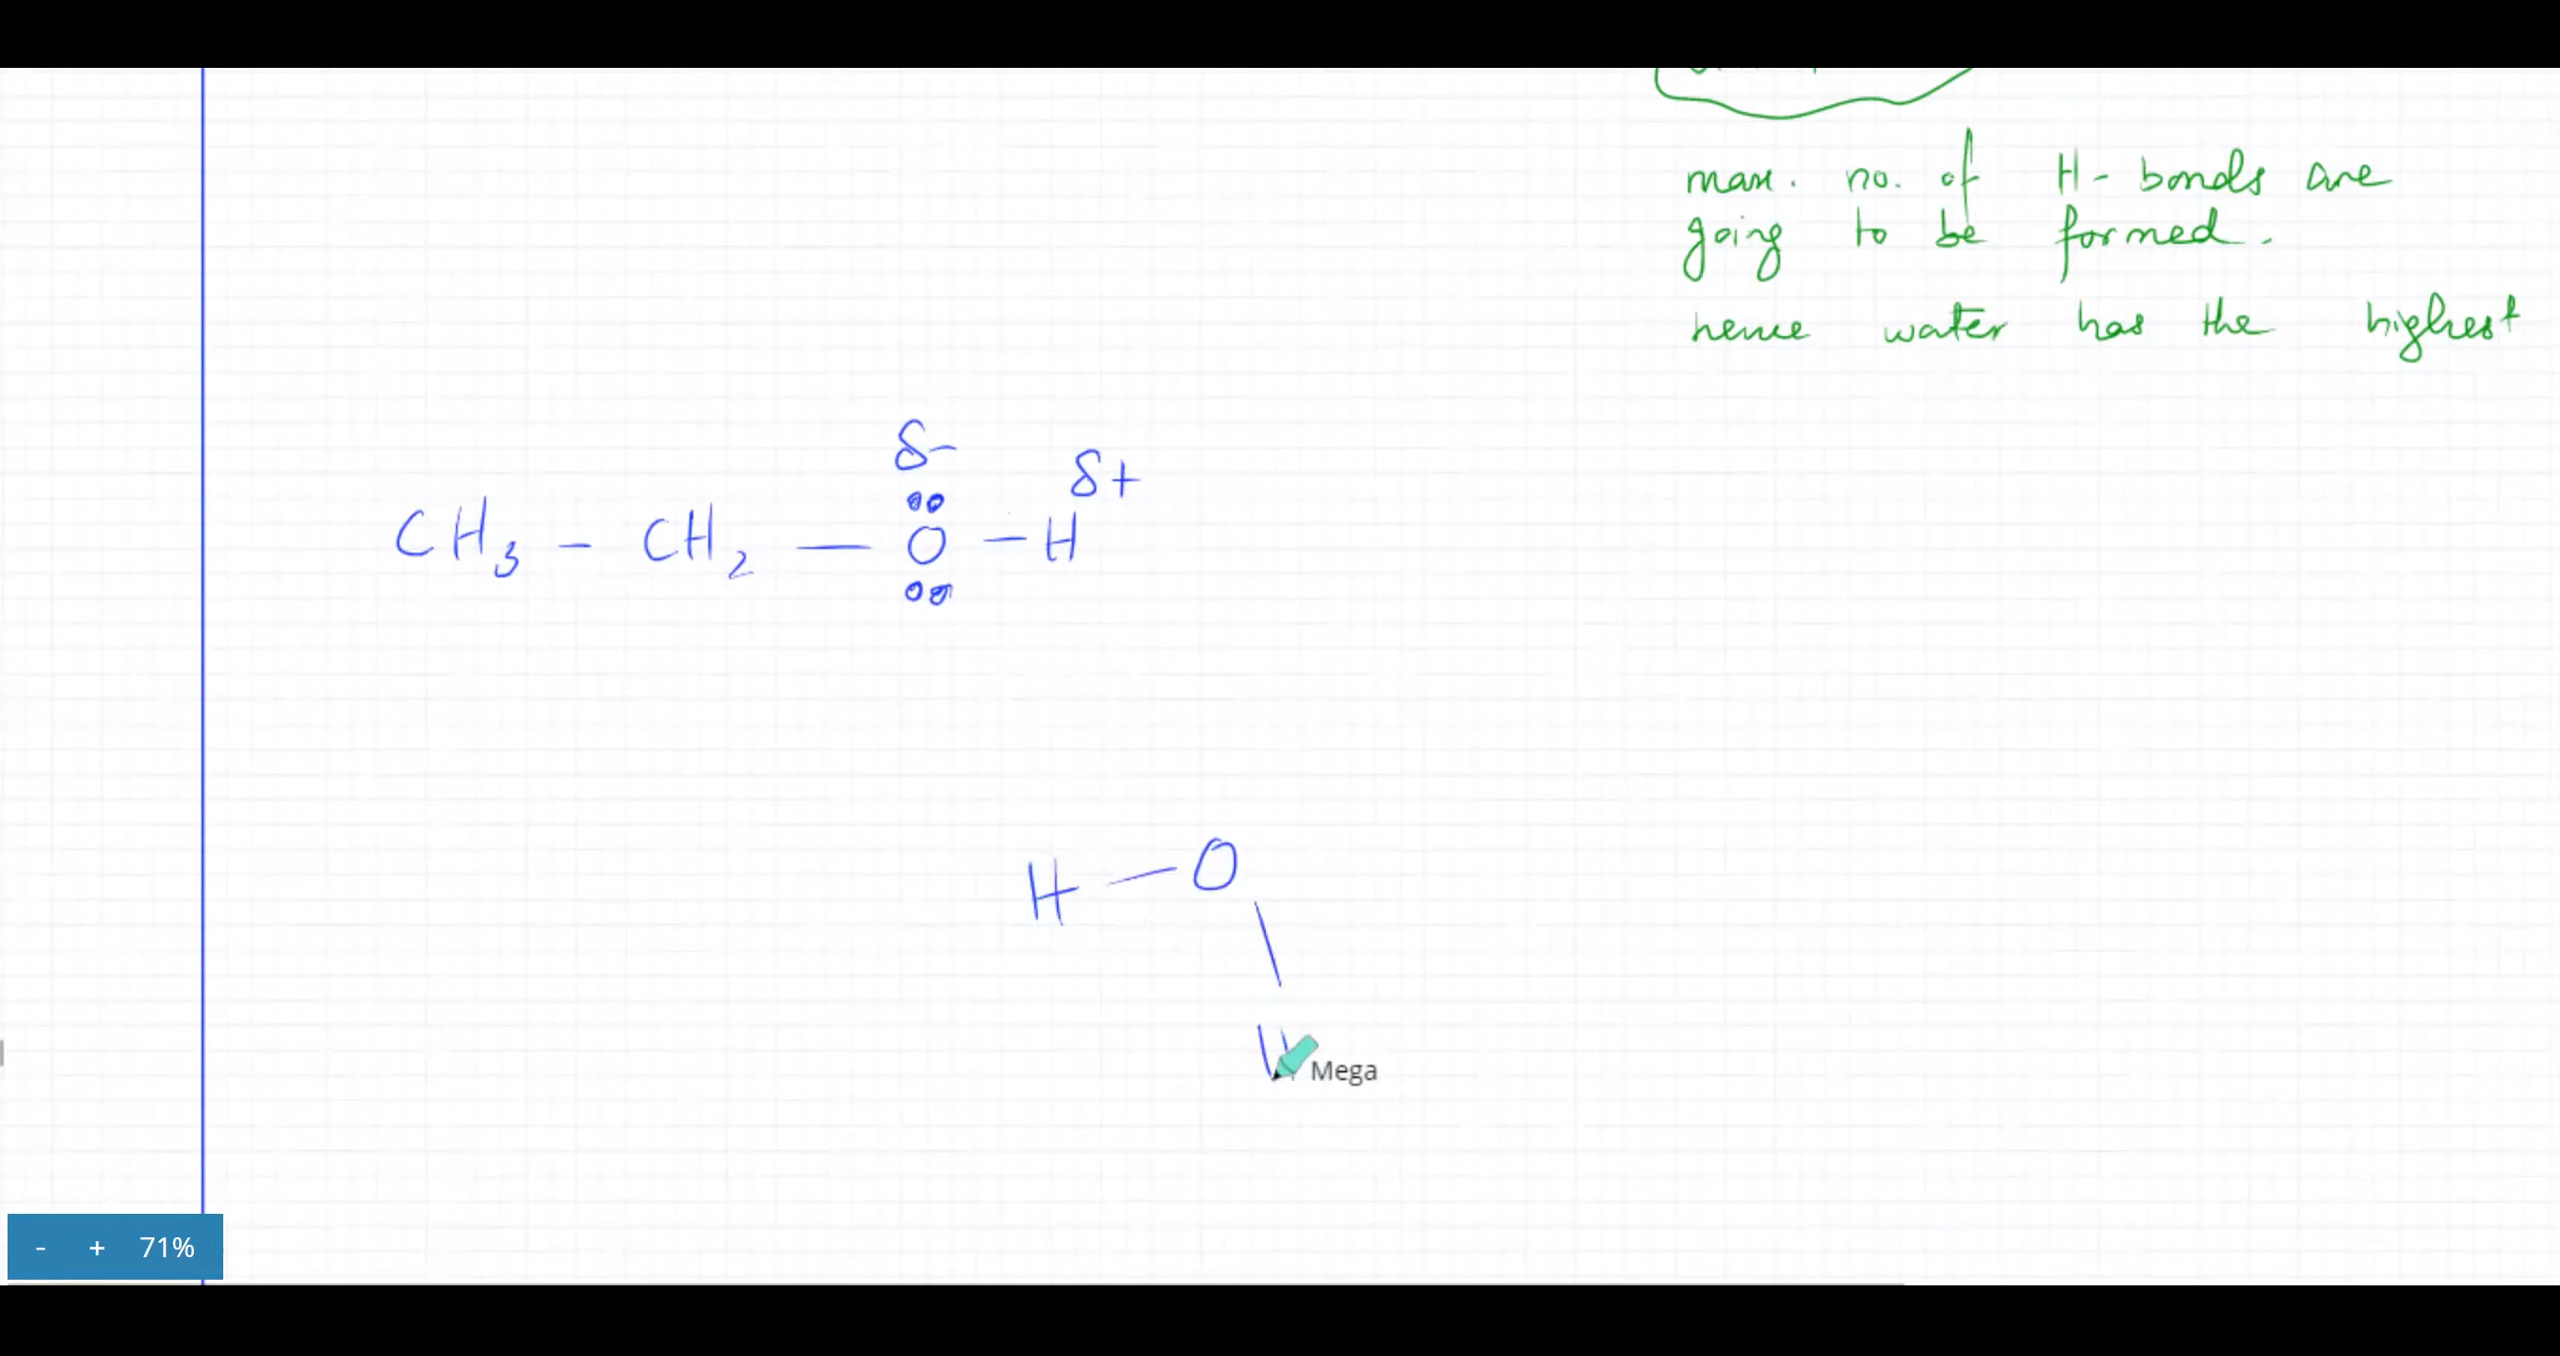 max. no. of H- bonds are
going to be formed.
hence water has the highest
δ-
δ+
CH3 - CH2 — O - H
H — O
Mega
- + 71%